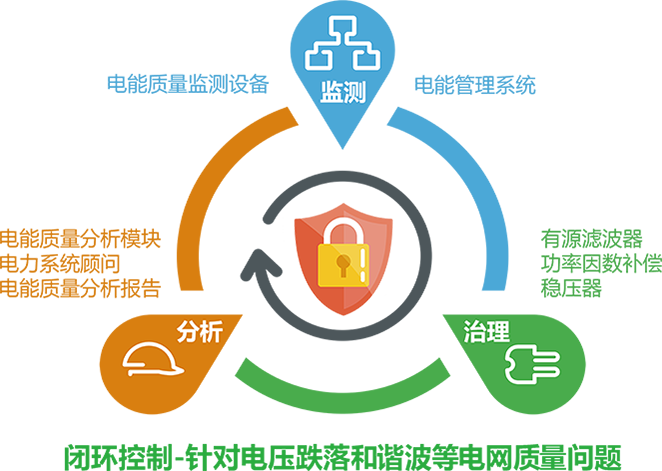 监测
电能质量监测设备
电能管理系统
电能质量分析模块
电力系统顾问
电能质量分析报告
有源滤波器
功率因数补偿
稳压器
分析
治理
闭环控制-针对电压跌落和谐波等电网质量问题